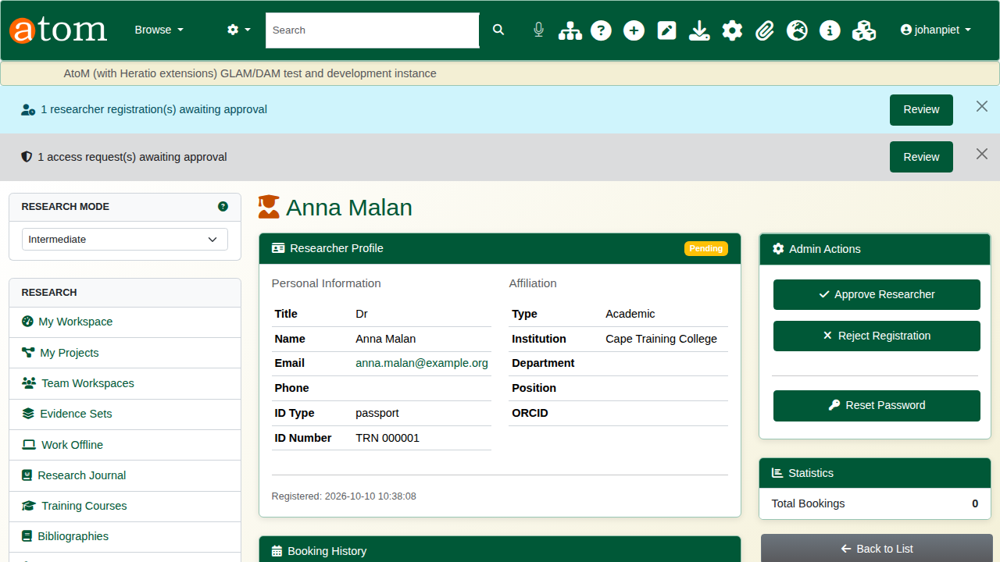 atom
Browse
Search
johanpiet
AtoM (with Heratio extensions) GLAM/DAM test and development instance
1 researcher registration(s) awaiting approval
Review
1 access request(s) awaiting approval
Review
RESEARCH MODE
Intermediate
RESEARCH
My Workspace
My Projects
Team Workspaces
Evidence Sets
Work Offline
Research Journal
Training Courses
Bibliographies
Anna Malan
Researcher Profile
Pending
Personal Information
Title Dr
Name Anna Malan
Email anna.malan@example.org
Phone
ID Type passport
ID Number TRN 000001
Affiliation
Type Academic
Institution Cape Training College
Department
Position
ORCID
Registered: 2026-10-10 10:38:08
Booking History
Admin Actions
Approve Researcher
Reject Registration
Reset Password
Statistics
Total Bookings 0
Back to List